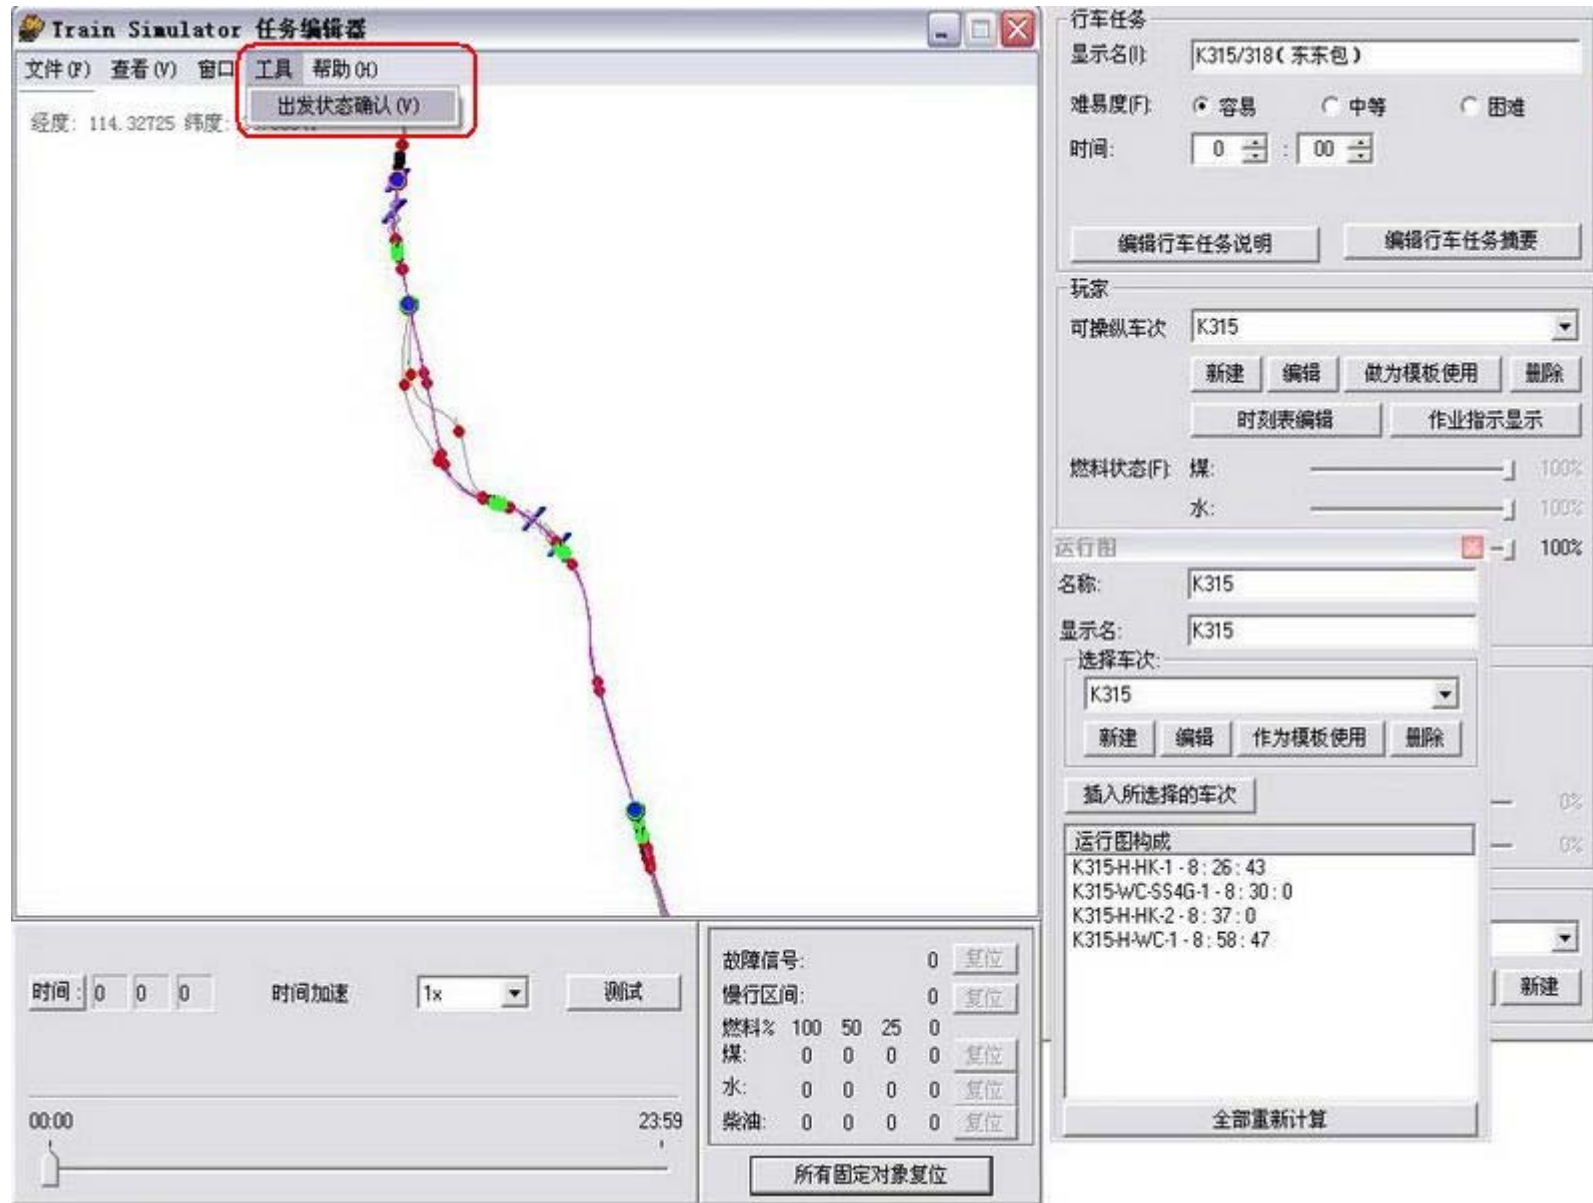 Train Simulator 任务编辑器
文件(F) 查看(V) 窗口 工具 帮助(H)
出发状态确认(V)
经度: 114.32725 纬度:
时间: 0 0 0 时间加速 1x 测试
00:00 23:59
故障信号: 0 复位
慢行区间: 0 复位
燃料% 100 50 25 0
煤: 0 0 0 0 复位
水: 0 0 0 0 复位
柴油: 0 0 0 0 复位
所有固定对象复位
行车任务
显示名(I): K315/318(东东包)
难易度(F): 容易 中等 困难
时间: 0 : 00
编辑行车任务说明 编辑行车任务摘要
玩家
可操纵车次 K315
新建 编辑 做为模板使用 删除
时刻表编辑 作业指示显示
燃料状态(F): 煤: 100%
水: 100%
100%
运行图
名称: K315
显示名: K315
选择车次:
K315
新建 编辑 作为模板使用 删除
插入所选择的车次
0%
0%
运行图构成
K315-H-HK-1 - 8 : 26 : 43
K315-WC-SS4G-1 - 8 : 30 : 0
K315-H-HK-2 - 8 : 37 : 0
K315-H-WC-1 - 8 : 58 : 47
新建
全部重新计算